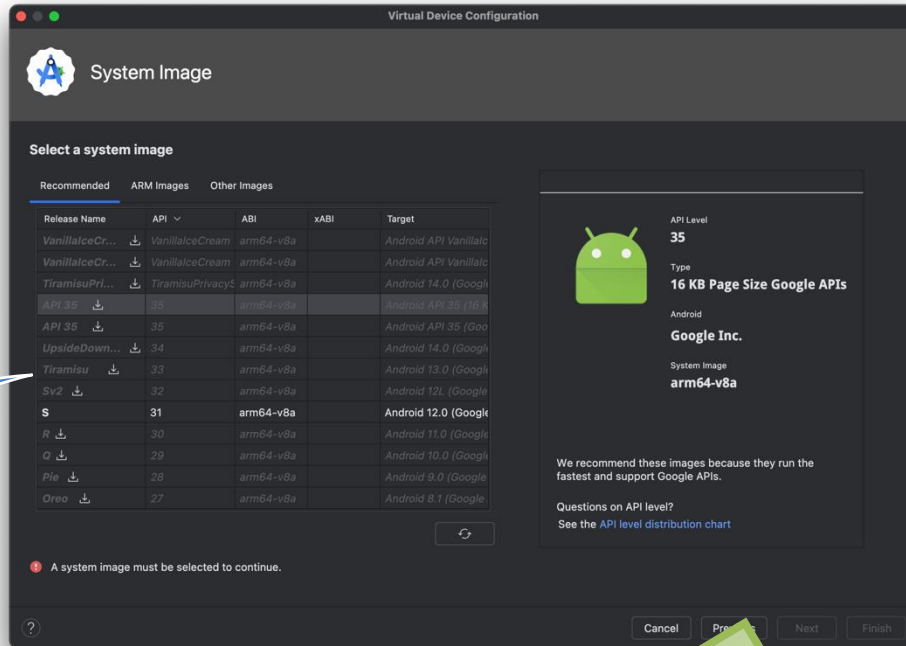 Virtual Device Configuration
System Image
Select a system image
Recommended ARM Images Other Images
Release Name API ABI xABI Target
VanillaIceCr... VanillaIceCream arm64-v8a Android API VanillaIc
VanillaIceCr... VanillaIceCream arm64-v8a Android API VanillaIc
TiramisuPri... TiramisuPrivacyS arm64-v8a Android 14.0 (Google
API 35 35 arm64-v8a Android API 35 (16 K
API 35 35 arm64-v8a Android API 35 (Goo
UpsideDown... 34 arm64-v8a Android 14.0 (Google
Tiramisu 33 arm64-v8a Android 13.0 (Google
Sv2 32 arm64-v8a Android 12L (Google
S 31 arm64-v8a Android 12.0 (Google
R 30 arm64-v8a Android 11.0 (Google
Q 29 arm64-v8a Android 10.0 (Google
Pie 28 arm64-v8a Android 9.0 (Google
Oreo 27 arm64-v8a Android 8.1 (Google
A system image must be selected to continue.
API Level
35
Type
16 KB Page Size Google APIs
Android
Google Inc.
System Image
arm64-v8a
We recommend these images because they run the
fastest and support Google APIs.
Questions on API level?
See the API level distribution chart
? Cancel Next Finish